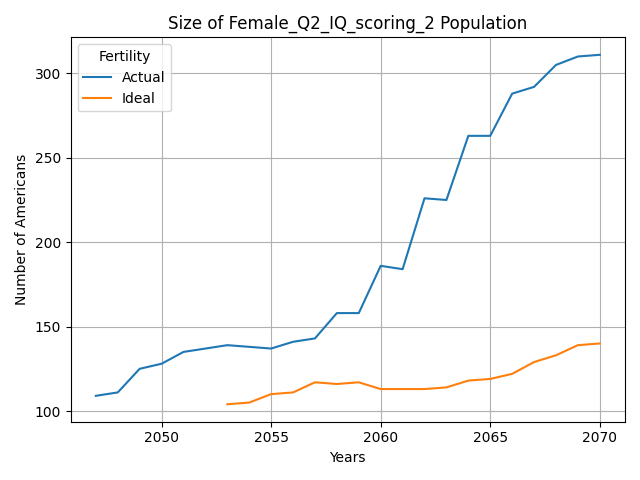 Size of Female_Q2_IQ_scoring_2 Population
Fertility
Actual
Ideal
Number of Americans
300
250
200
150
100
2050
2055
2060
2065
2070
Years